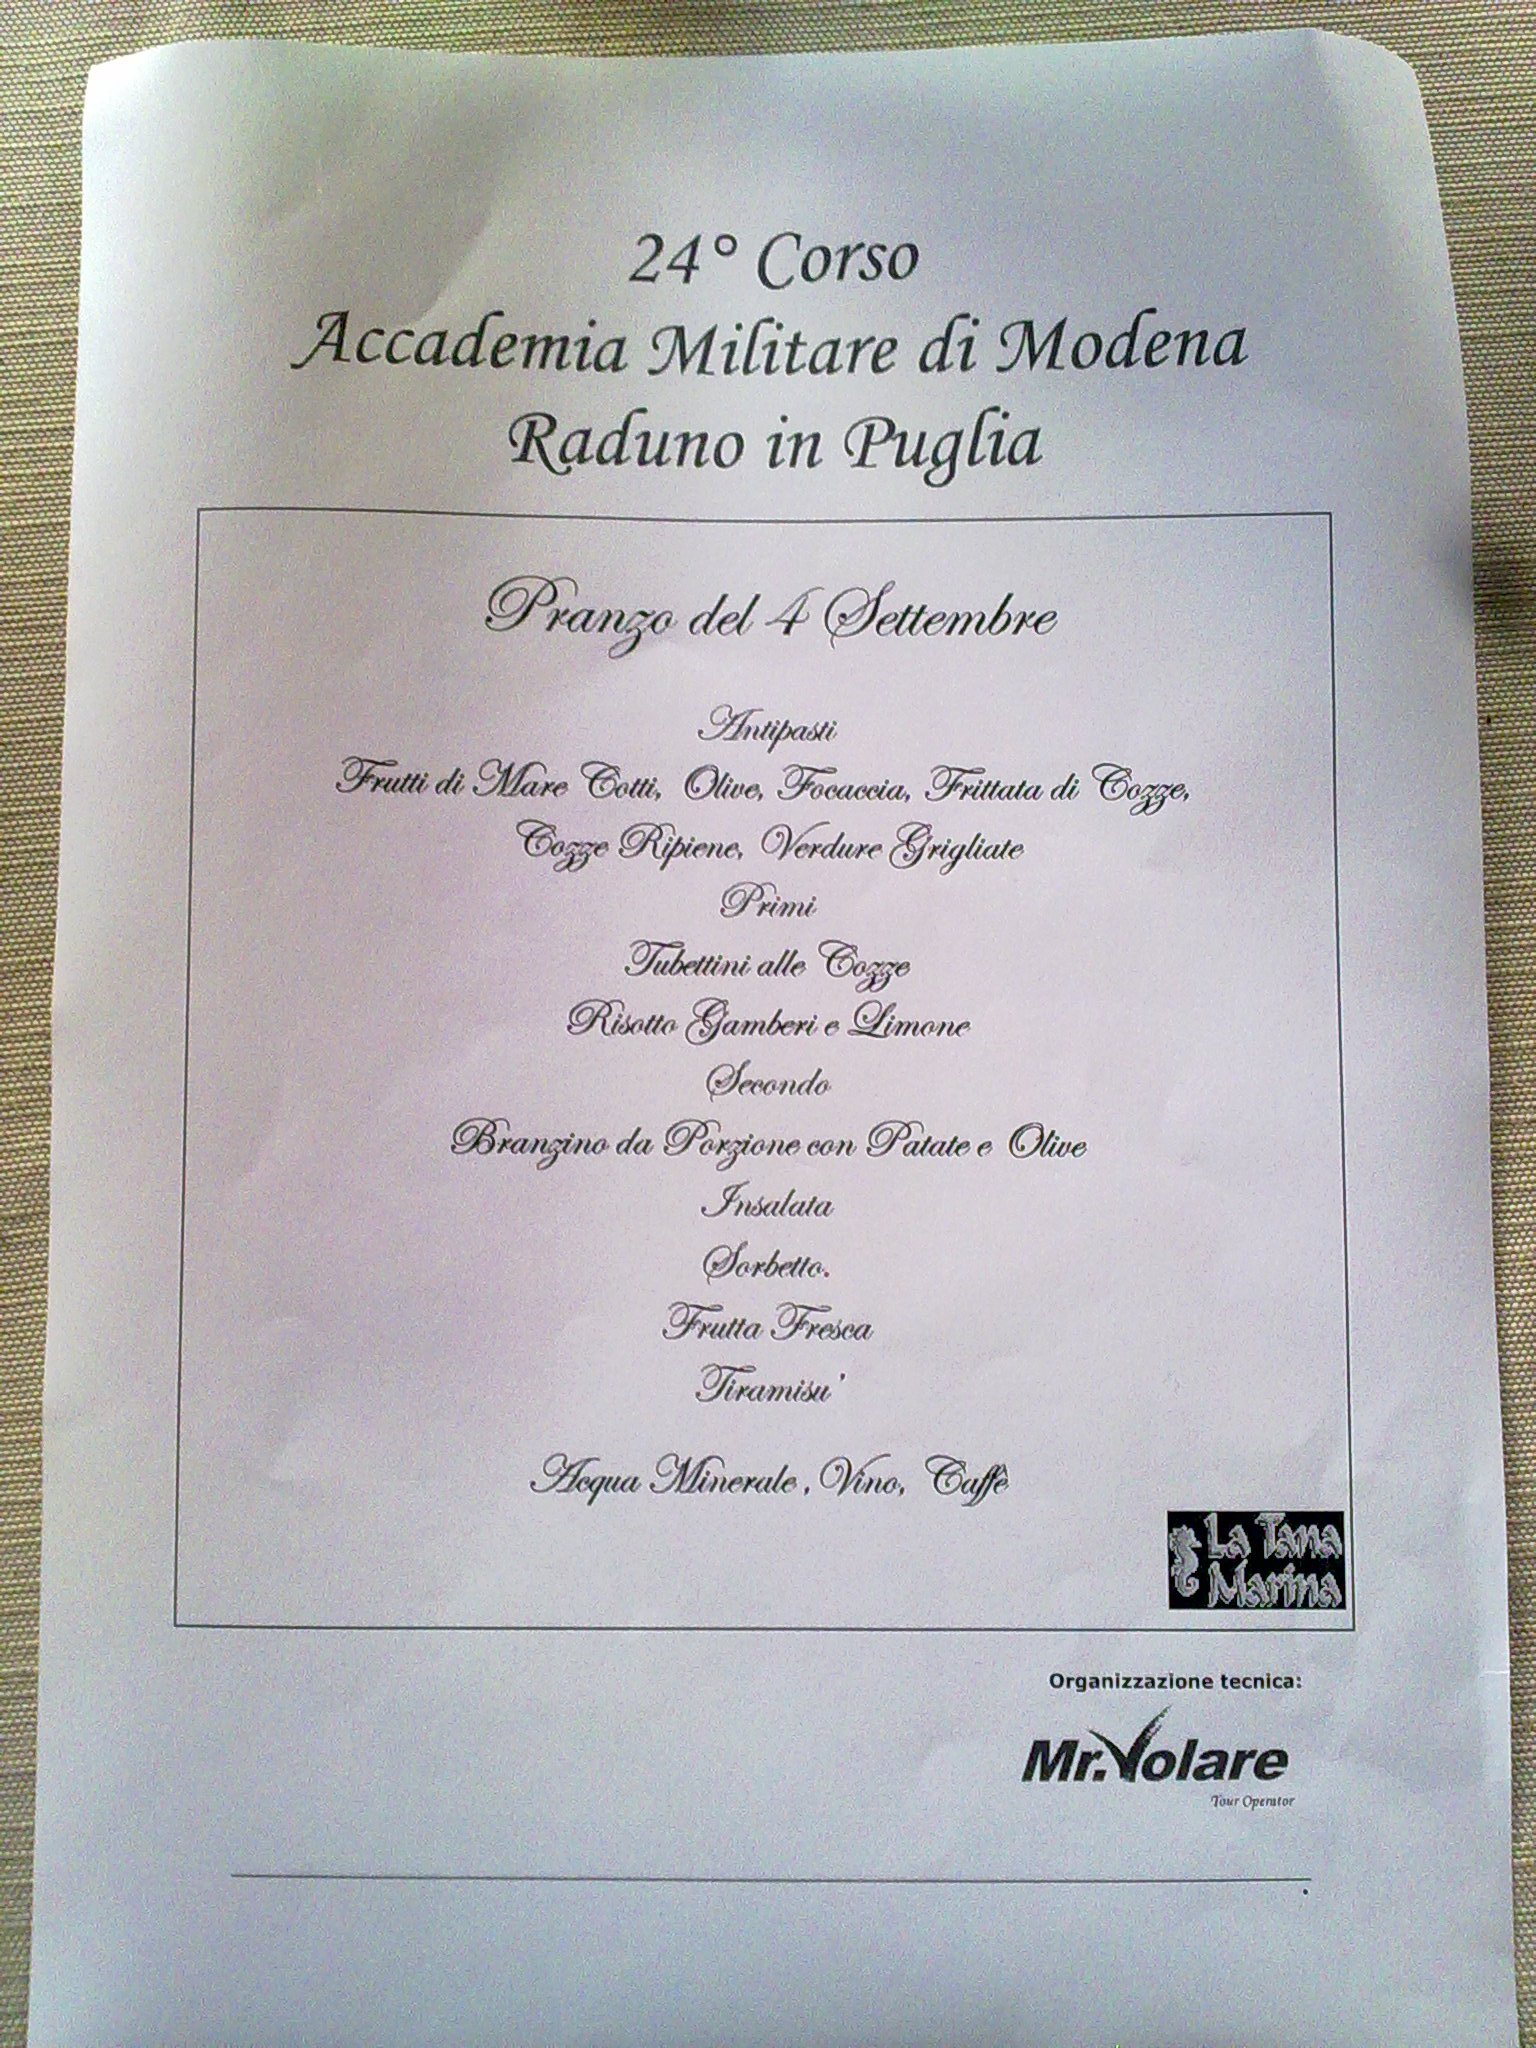 24° Corso
Accademia Militare di Modena
Raduno in Puglia
Pranzo del 4 Settembre
Antipasti
Frutti di Mare Cotti, Olive, Focaccia, Frittata di Cozze,
Cozze Ripiene, Verdure Grigliate
Primi
Tubettini alle Cozze
Risotto Gamberi e Limone
Secondo
Branzino da Porzione con Patate e Olive
Insalata
Sorbetto.
Frutta Fresca
Tiramisu'
Acqua Minerale , Vino, Caffè
La Tana
Marina
Organizzazione tecnica:
Mr.Volare
Tour Operator